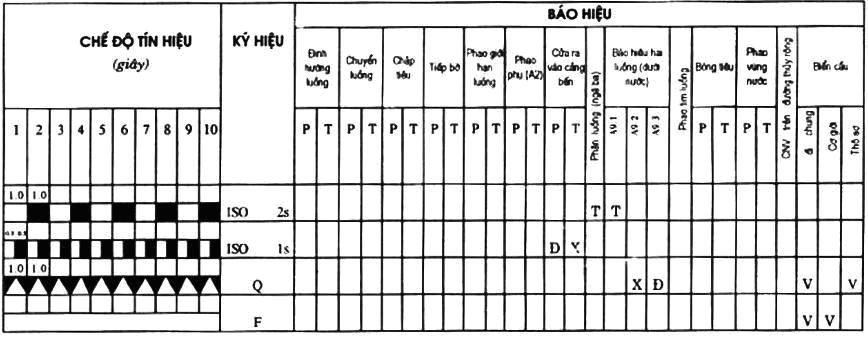 BÁO HIỆU
CHẾ ĐỘ TÍN HIỆU
(giây)
KÝ HIỆU
Định hướng luồng
Chuyển luồng
Chập tiêu
Tiếp bờ
Phao giới hạn luồng
Phao phụ (A2)
Cửa ra vào cảng bến
Phân luồng (ngã ba)
Báo hiệu hai luồng (dưới nước)
Phao tim luồng
Bóng tiêu
Phao vùng nước
CNV trên đường thủy rộng
Biển cầu
1 2 3 4 5 6 7 8 9 10
P T P T P T P T P T P T P T A9.1 A9.2 A9.3 P T P T đi chung Cơ giới Thô sơ
1.0 1.0
ISO 2s T T
0.5 0.5
ISO 1s Đ X
1.0 1.0
Q X Đ V V
F V V